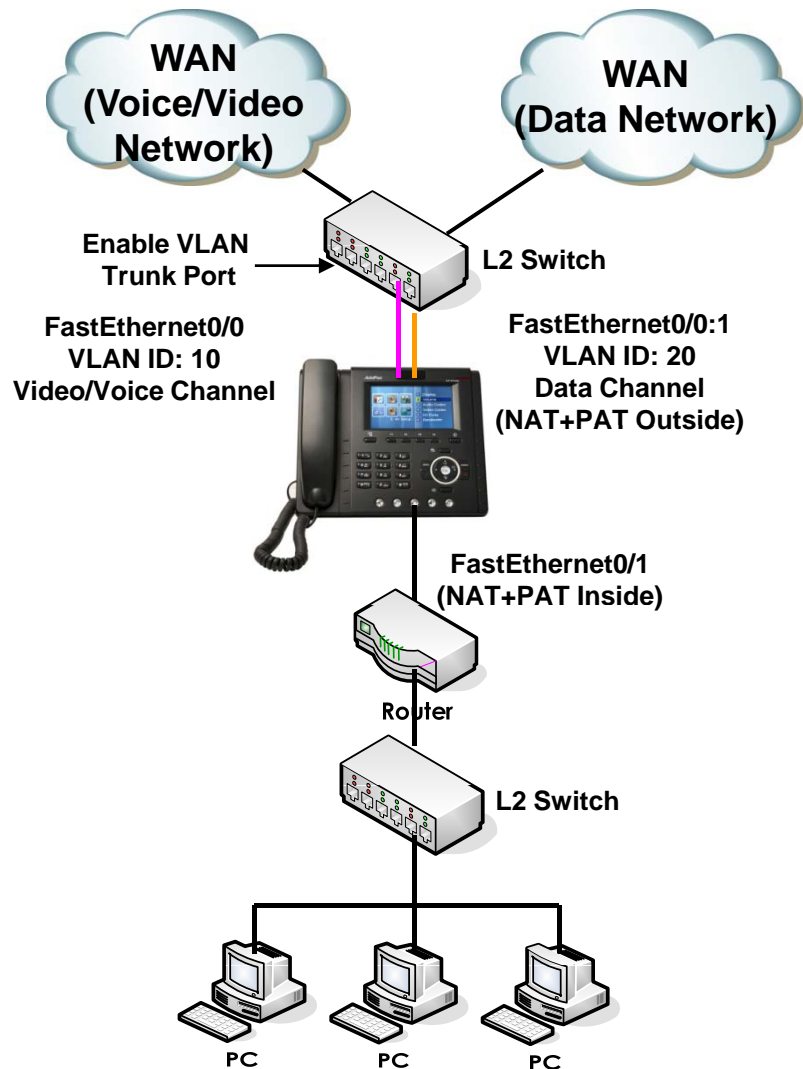 WAN
(Voice/Video
Network)
WAN
(Data Network)
Enable VLAN
Trunk Port
L2 Switch
FastEthernet0/0
VLAN ID: 10
Video/Voice Channel
FastEthernet0/0:1
VLAN ID: 20
Data Channel
(NAT+PAT Outside)
FastEthernet0/1
(NAT+PAT Inside)
Router
L2 Switch
PC
PC
PC